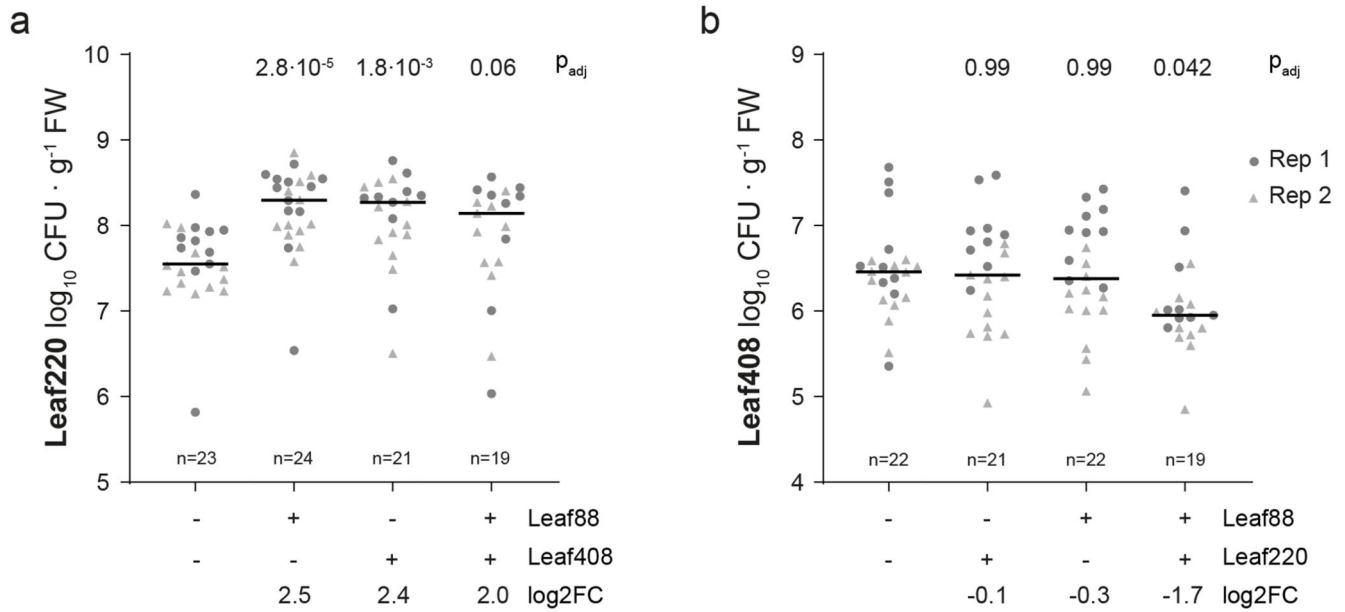 a
10
9
8
7
6
5
Leaf220 log₁₀ CFU · g⁻¹ FW
2.8·10⁻⁵ 1.8·10⁻³ 0.06 pₐdⱼ
n=23 n=24 n=21 n=19
- + - + Leaf88
- - + + Leaf408
2.5 2.4 2.0 log2FC
b
9
8
7
6
5
4
Leaf408 log₁₀ CFU · g⁻¹ FW
0.99 0.99 0.042 pₐdⱼ
n=22 n=21 n=22 n=19
- - + + Leaf88
- + - + Leaf220
-0.1 -0.3 -1.7 log2FC
Rep 1
Rep 2